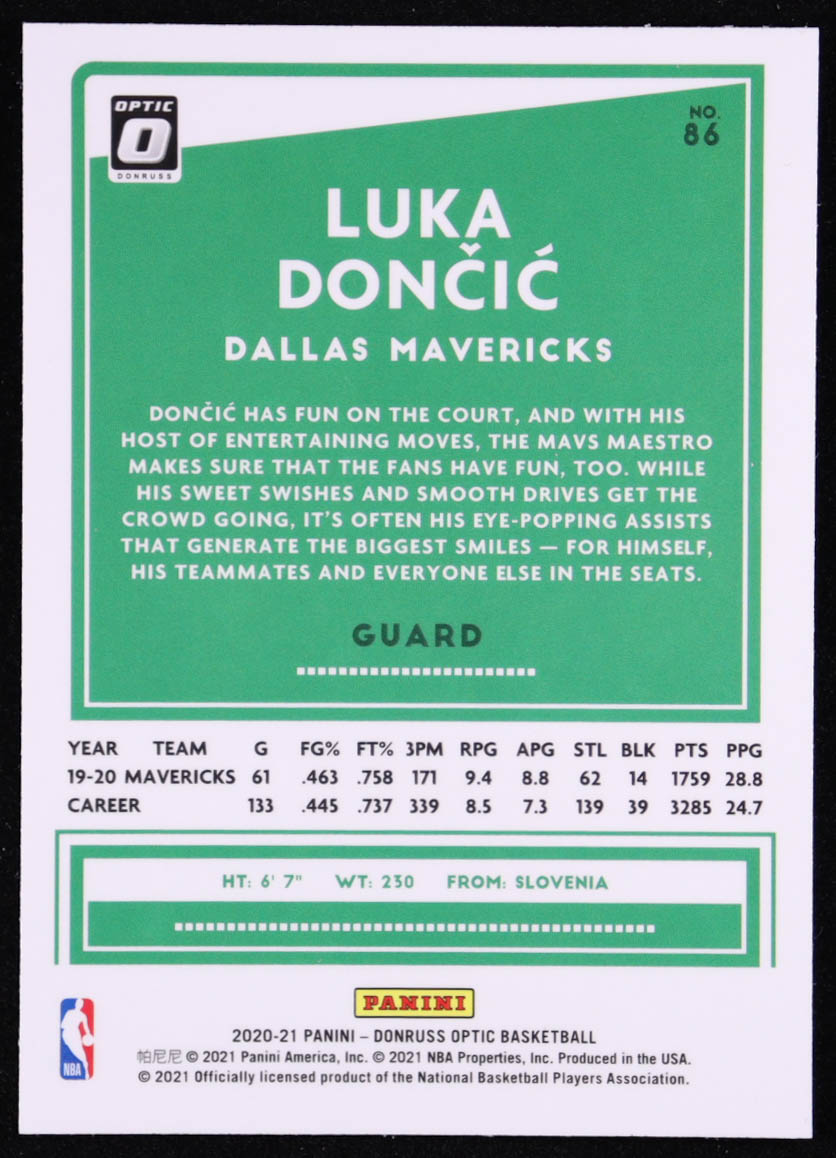 OPTIC
O
DONRUSS
NO.
86
LUKA
DONČIĆ
DALLAS MAVERICKS
DONČIĆ HAS FUN ON THE COURT, AND WITH HIS
HOST OF ENTERTAINING MOVES, THE MAVS MAESTRO
MAKES SURE THAT THE FANS HAVE FUN, TOO. WHILE
HIS SWEET SWISHES AND SMOOTH DRIVES GET THE
CROWD GOING, IT'S OFTEN HIS EYE-POPPING ASSISTS
THAT GENERATE THE BIGGEST SMILES — FOR HIMSELF,
HIS TEAMMATES AND EVERYONE ELSE IN THE SEATS.
GUARD
YEAR TEAM G FG% FT% 3PM RPG APG STL BLK PTS PPG
19-20 MAVERICKS 61 .463 .758 171 9.4 8.8 62 14 1759 28.8
CAREER 133 .445 .737 339 8.5 7.3 139 39 3285 24.7
HT: 6' 7" WT: 230 FROM: SLOVENIA
PANINI
2020-21 PANINI – DONRUSS OPTIC BASKETBALL
帕尼尼 © 2021 Panini America, Inc. © 2021 NBA Properties, Inc. Produced in the USA.
© 2021 Officially licensed product of the National Basketball Players Association.
NBA